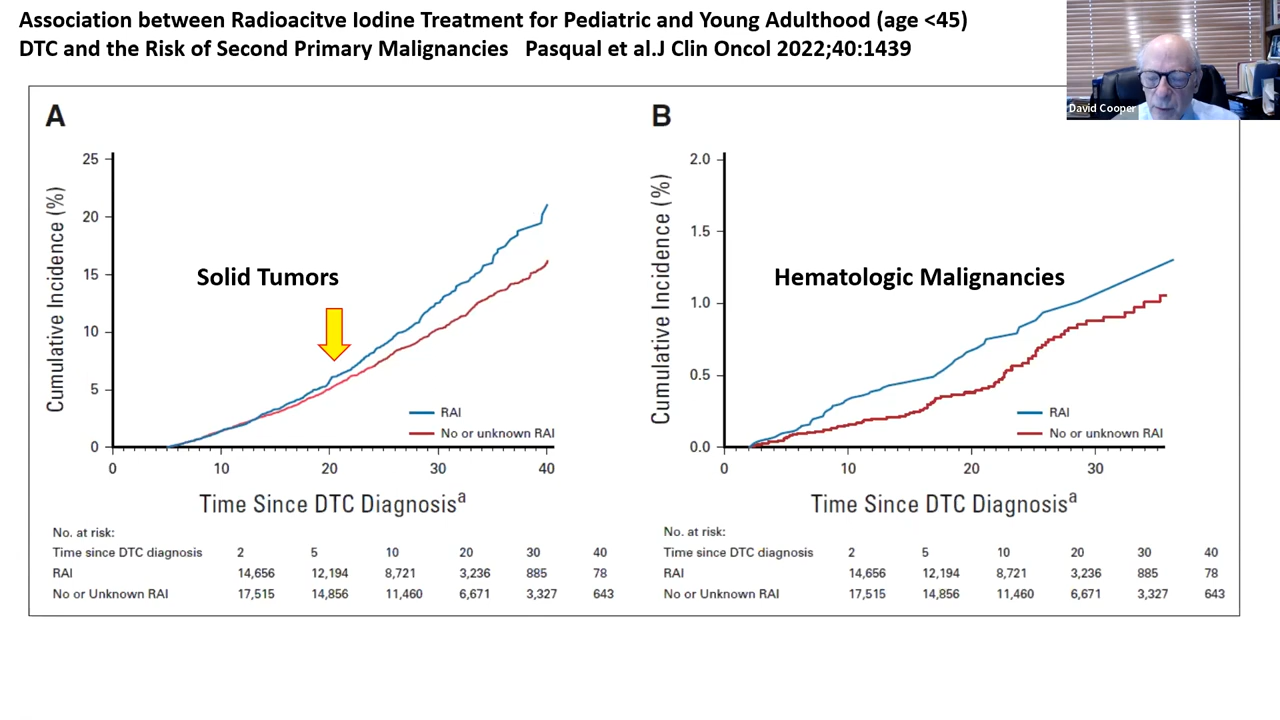 Association between Radioacitve Iodine Treatment for Pediatric and Young Adulthood (age <45)
DTC and the Risk of Second Primary Malignancies Pasqual et al.J Clin Oncol 2022;40:1439
David Cooper
A
25
20
15
10
5
0
Cumulative Incidence (%)
Solid Tumors
RAI
No or unknown RAI
0 10 20 30 40
Time Since DTC Diagnosisa
No. at risk:
Time since DTC diagnosis 2 5 10 20 30 40
RAI 14,656 12,194 8,721 3,236 885 78
No or Unknown RAI 17,515 14,856 11,460 6,671 3,327 643
B
2.0
1.5
1.0
0.5
0.0
Cumulative Incidence (%)
Hematologic Malignancies
RAI
No or unknown RAI
0 10 20 30
Time Since DTC Diagnosisa
No. at risk:
Time since DTC diagnosis 2 5 10 20 30 40
RAI 14,656 12,194 8,721 3,236 885 78
No or Unknown RAI 17,515 14,856 11,460 6,671 3,327 643